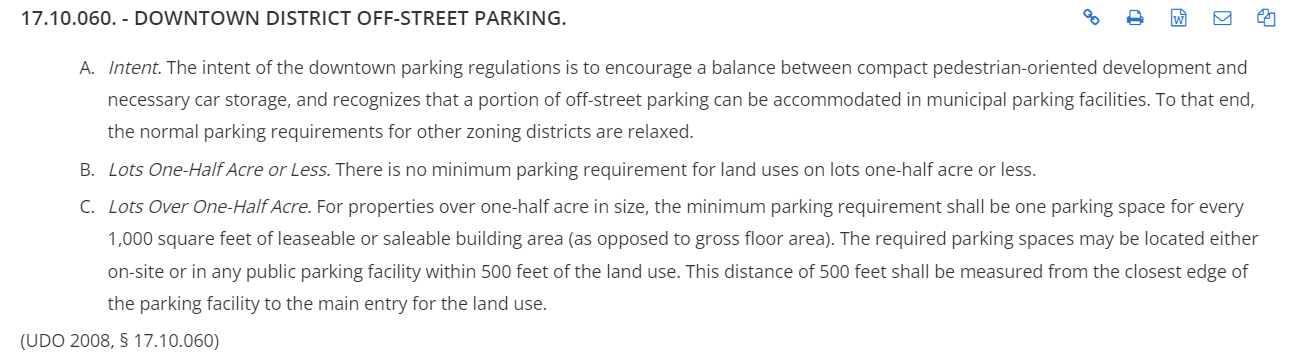 17.10.060. - DOWNTOWN DISTRICT OFF-STREET PARKING.
A. Intent. The intent of the downtown parking regulations is to encourage a balance between compact pedestrian-oriented development and
necessary car storage, and recognizes that a portion of off-street parking can be accommodated in municipal parking facilities. To that end,
the normal parking requirements for other zoning districts are relaxed.
B. Lots One-Half Acre or Less. There is no minimum parking requirement for land uses on lots one-half acre or less.
C. Lots Over One-Half Acre. For properties over one-half acre in size, the minimum parking requirement shall be one parking space for every
1,000 square feet of leaseable or saleable building area (as opposed to gross floor area). The required parking spaces may be located either
on-site or in any public parking facility within 500 feet of the land use. This distance of 500 feet shall be measured from the closest edge of
the parking facility to the main entry for the land use.
(UDO 2008, § 17.10.060)